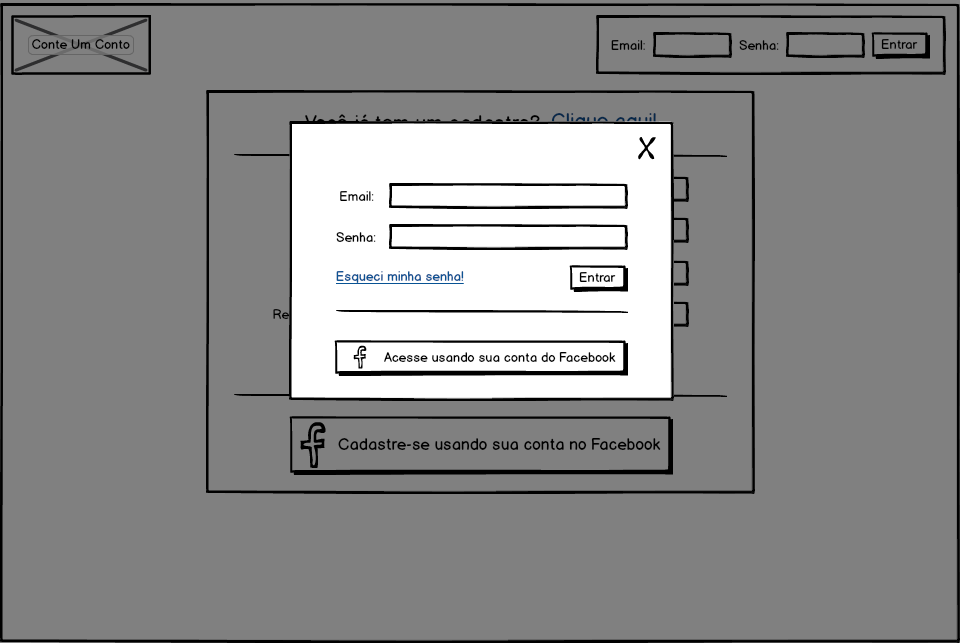 Conte Um Conto
Email: Senha: Entrar
Você já tem um cadastro? Clique aqui!
X
Email:
Senha:
Esqueci minha senha! Entrar
Re
Acesse usando sua conta do Facebook
Cadastre-se usando sua conta no Facebook